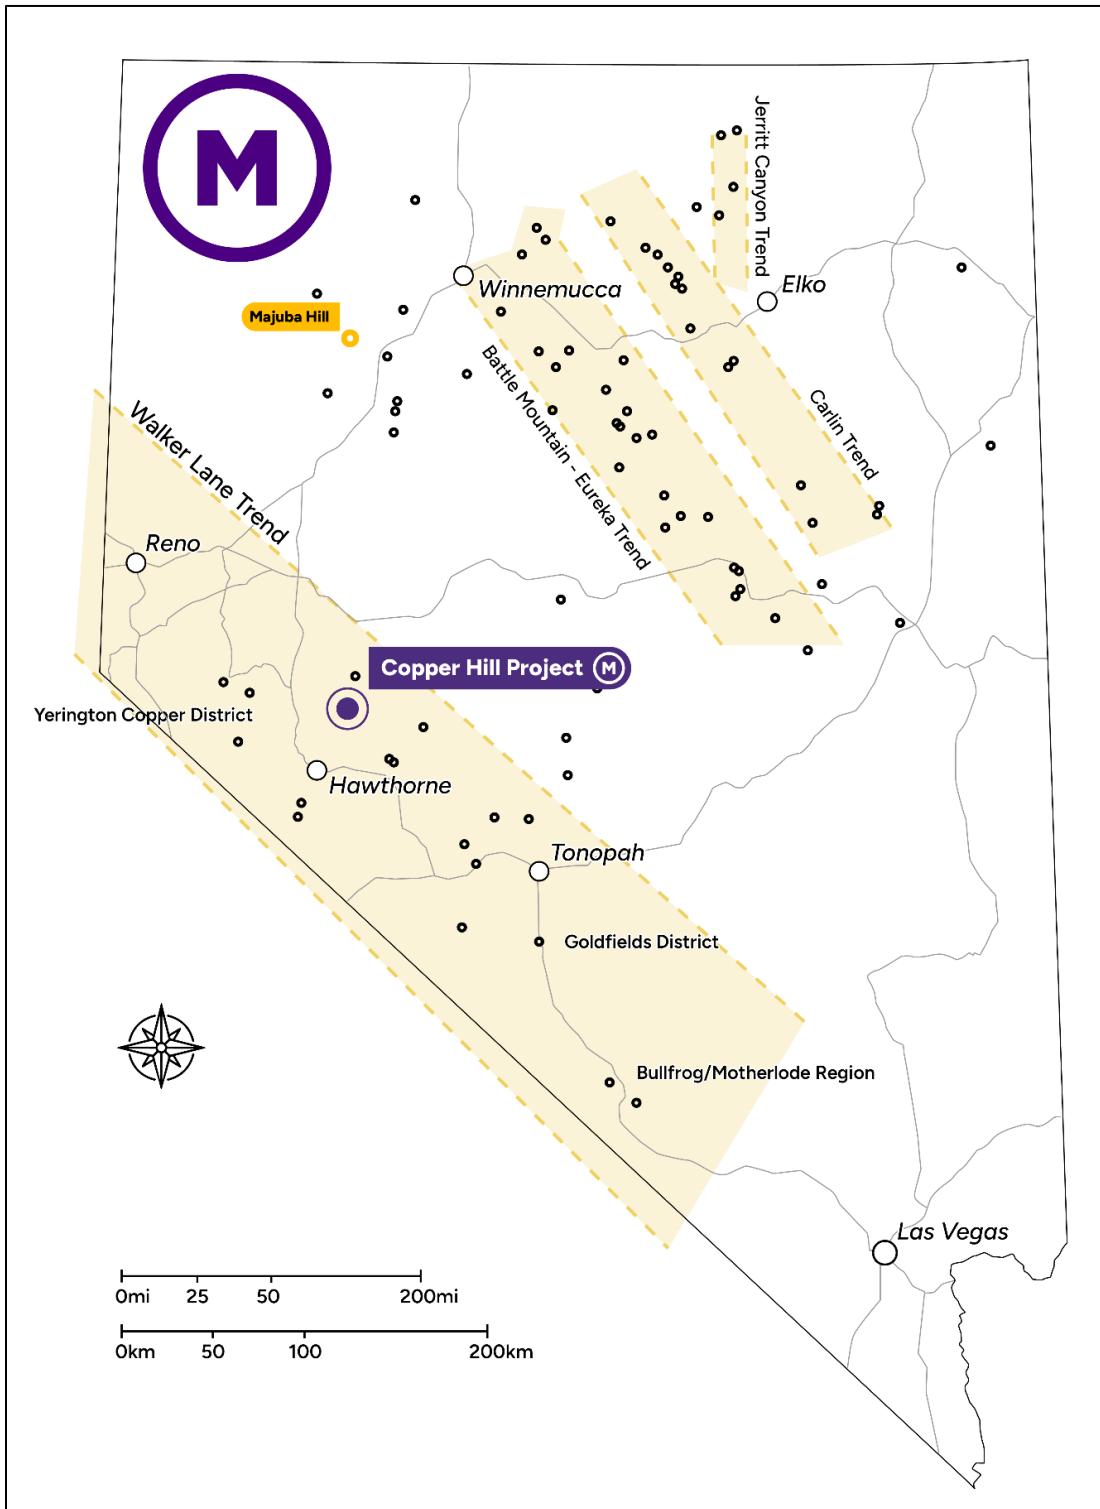 M
Jerritt Canyon Trend
Elko
Winnemucca
Majuba Hill
Battle Mountain - Eureka Trend
Carlin Trend
Walker Lane Trend
Reno
Copper Hill Project M
Yerington Copper District
Hawthorne
Tonopah
Goldfields District
Bullfrog/Motherlode Region
Las Vegas
0mi 25 50 200mi
0km 50 100 200km